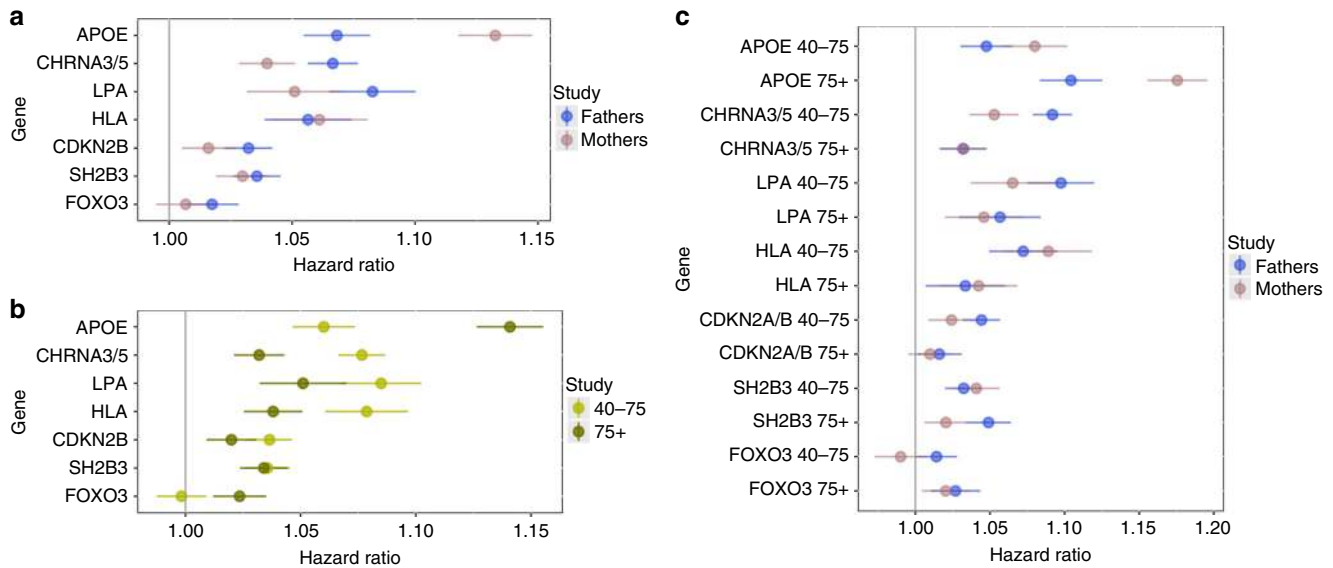 a
APOE
CHRNA3/5
LPA
HLA
CDKN2B
SH2B3
FOXO3
Gene
1.00 1.05 1.10 1.15
Hazard ratio
Study
Fathers
Mothers
b
APOE
CHRNA3/5
LPA
HLA
CDKN2B
SH2B3
FOXO3
Gene
1.00 1.05 1.10 1.15
Hazard ratio
Study
40–75
75+
c
APOE 40–75
APOE 75+
CHRNA3/5 40–75
CHRNA3/5 75+
LPA 40–75
LPA 75+
HLA 40–75
HLA 75+
CDKN2A/B 40–75
CDKN2A/B 75+
SH2B3 40–75
SH2B3 75+
FOXO3 40–75
FOXO3 75+
Gene
1.00 1.05 1.10 1.15 1.20
Hazard ratio
Study
Fathers
Mothers